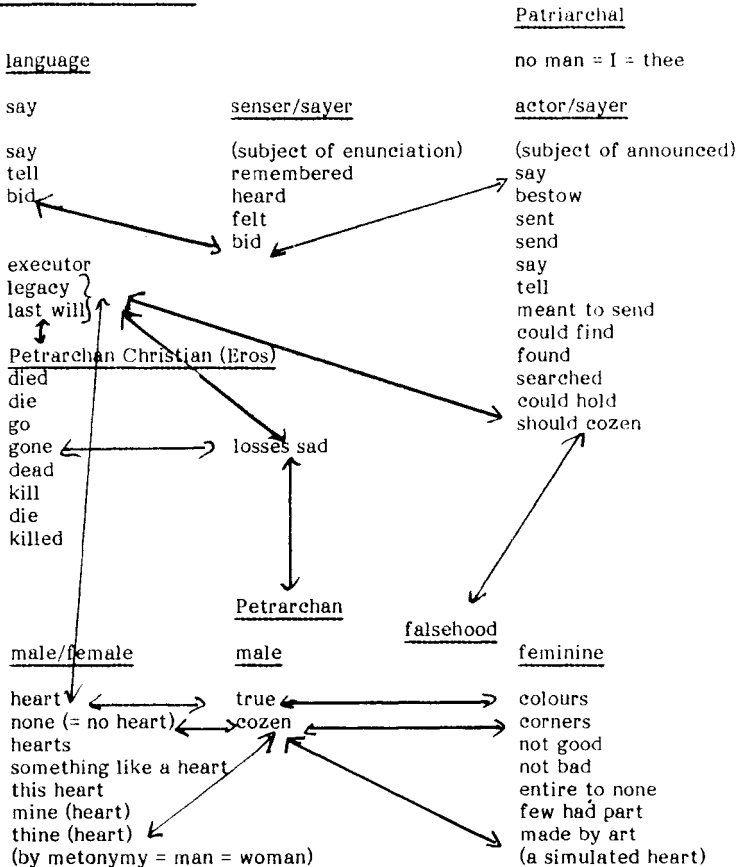 Patriarchal
language
no man = I = thee
say
senser/sayer
actor/sayer
say
(subject of enunciation)
(subject of announced)
tell
remembered
say
bid
heard
bestow
felt
sent
bid
send
executor
say
legacy
tell
last will
meant to send
could find
Petrarchan Christian (Eros)
found
died
searched
die
could hold
go
should cozen
gone
losses sad
dead
kill
die
killed
Petrarchan
falsehood
male/female
male
feminine
heart
true
colours
none (= no heart)
cozen
corners
hearts
not good
something like a heart
not bad
this heart
entire to none
mine (heart)
few had part
thine (heart)
made by art
(by metonymy = man = woman)
(a simulated heart)